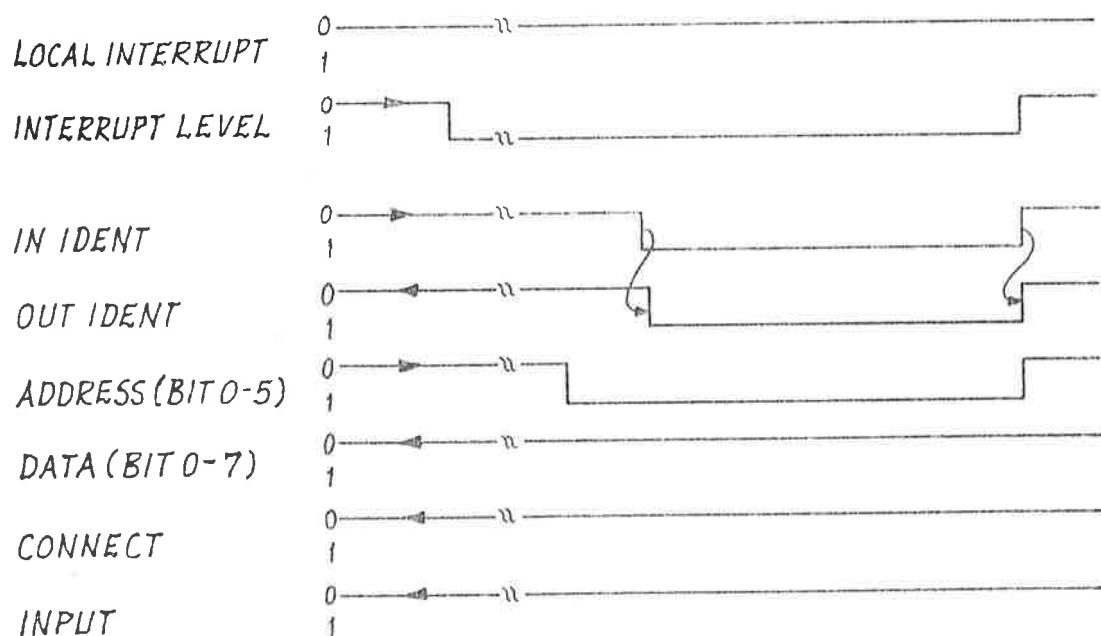 0
LOCAL INTERRUPT
1
0
INTERRUPT LEVEL
1
0
IN IDENT
1
0
OUT IDENT
1
0
ADDRESS (BIT 0-5)
1
0
DATA (BIT 0-7)
1
0
CONNECT
1
0
INPUT
1